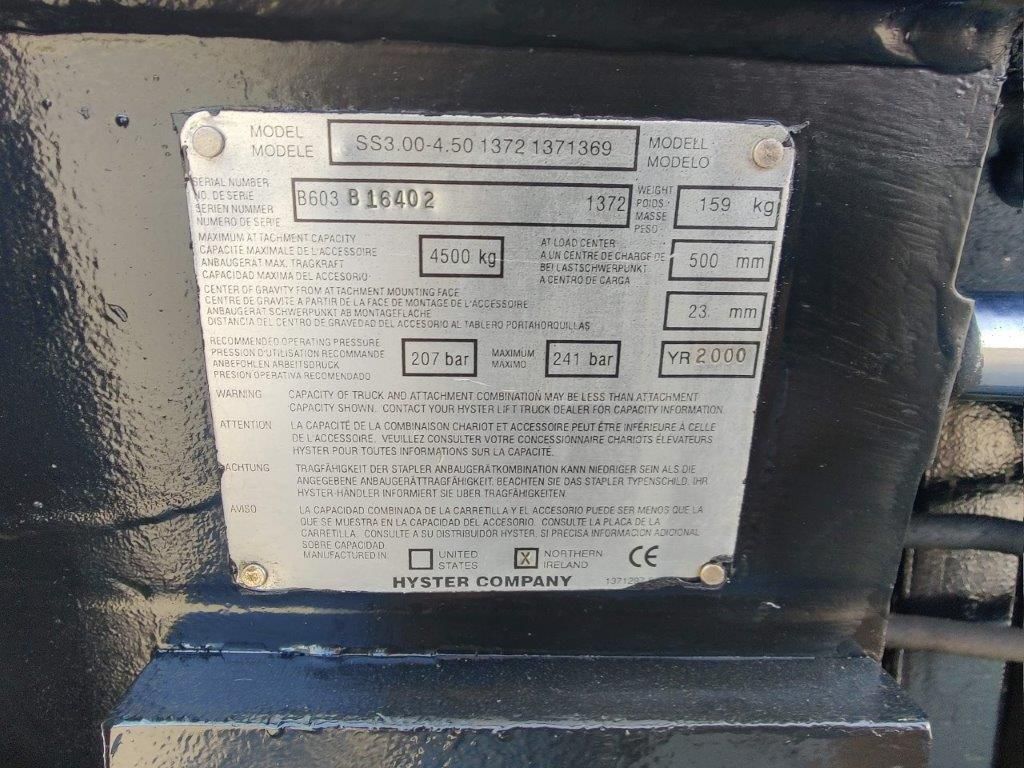 MODEL SS3.00-4.50 1372 1371369 MODELL
MODELE MODELO
SERIAL NUMBER
NO. DE SERIE
SERIEN NUMMER
NUMERO DE SERIE
B603 B16402 1372
WEIGHT
POIDS
MASSE
PESO
159 kg
MAXIMUM ATTACHMENT CAPACITY
CAPACITE MAXIMALE DE L'ACCESSOIRE
ANBAUGERAT MAX. TRAGKRAFT
CAPACIDAD MAXIMA DEL ACCESORIO
4500 kg
AT LOAD CENTER
A UN CENTRE DE CHARGE DE
BEI LASTSCHWERPUNKT
A CENTRO DE CARGA
500 mm
CENTER OF GRAVITY FROM ATTACHMENT MOUNTING FACE
CENTRE DE GRAVITE A PARTIR DE LA FACE DE MONTAGE DE L'ACCESSOIRE
ANBAUGERAT SCHWERPUNKT AB MONTAGEFLACHE
DISTANCIA DEL CENTRO DE GRAVEDAD DEL ACCESORIO AL TABLERO PORTAHORQUILLAS
23 mm
RECOMMENDED OPERATING PRESSURE
PRESSION D'UTILISATION RECOMMANDE
ANBEFOHLEN ARBEITSDRUCK
PRESION OPERATIVA RECOMENDADO
207 bar
MAXIMUM
MAXIMO
241 bar
YR 2000
WARNING CAPACITY OF TRUCK AND ATTACHMENT COMBINATION MAY BE LESS THAN ATTACHMENT
CAPACITY SHOWN. CONTACT YOUR HYSTER LIFT TRUCK DEALER FOR CAPACITY INFORMATION.
ATTENTION LA CAPACITÉ DE LA COMBINAISON CHARIOT ET ACCESSOIRE PEUT ÊTRE INFÉRIEURE À CELLE
DE L'ACCESSOIRE. VEUILLEZ CONSULTER VOTRE CONCESSIONNAIRE CHARIOTS ÉLEVATEURS
HYSTER POUR TOUTES INFORMATIONS SUR LA CAPACITÉ.
ACHTUNG TRAGFÄHIGKEIT DER STAPLER ANBAUGERÄTKOMBINATION KANN NIEDRIGER SEIN ALS DIE
ANGEGEBENE ANBAUGERÄTTRAGFÄHIGKEIT. BEACHTEN SIE DAS STAPLER TYPENSCHILD. IHR
HYSTER-HÄNDLER INFORMIERT SIE UBER TRAGFÄHIGKEITEN
AVISO LA CAPACIDAD COMBINADA DE LA CARRETILLA Y EL ACCESORIO PUEDE SER MENOS QUE LA
QUE SE MUESTRA EN LA CAPACIDAD DEL ACCESORIO. CONSULTE LA PLACA DE LA
CARRETILLA. CONSULTE A SU DISTRIBUIDOR HYSTER, SI PRECISA INFORMACION ADICIONAL
SOBRE CAPACIDAD.
MANUFACTURED IN:
UNITED
STATES
X NORTHERN
IRELAND
CE
HYSTER COMPANY